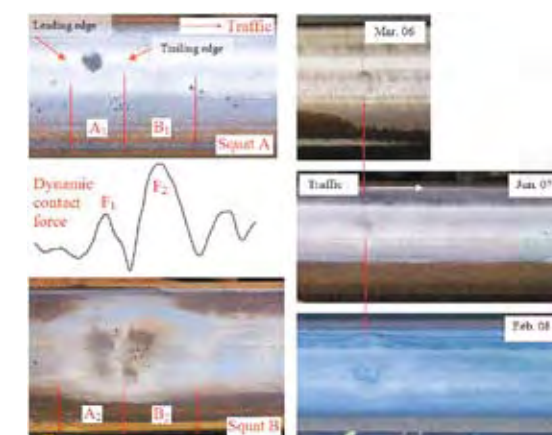 Leading edge
Traffic
Trailing edge
A₁ B₁
Squat A
Dynamic
contact
force
F₁ F₂
A₂ B₂
Squat B
Mar. 06
Traffic
Jun. 07
Feb. 08